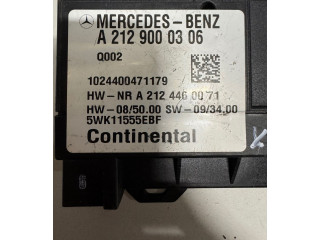 MERCEDES-BENZ
A 212 900 03 06
Q002
1024400471179
HW-NR A 212 446 00 71
HW-08/50.00 SW-09/34.00
5WK11555EBF
Continental